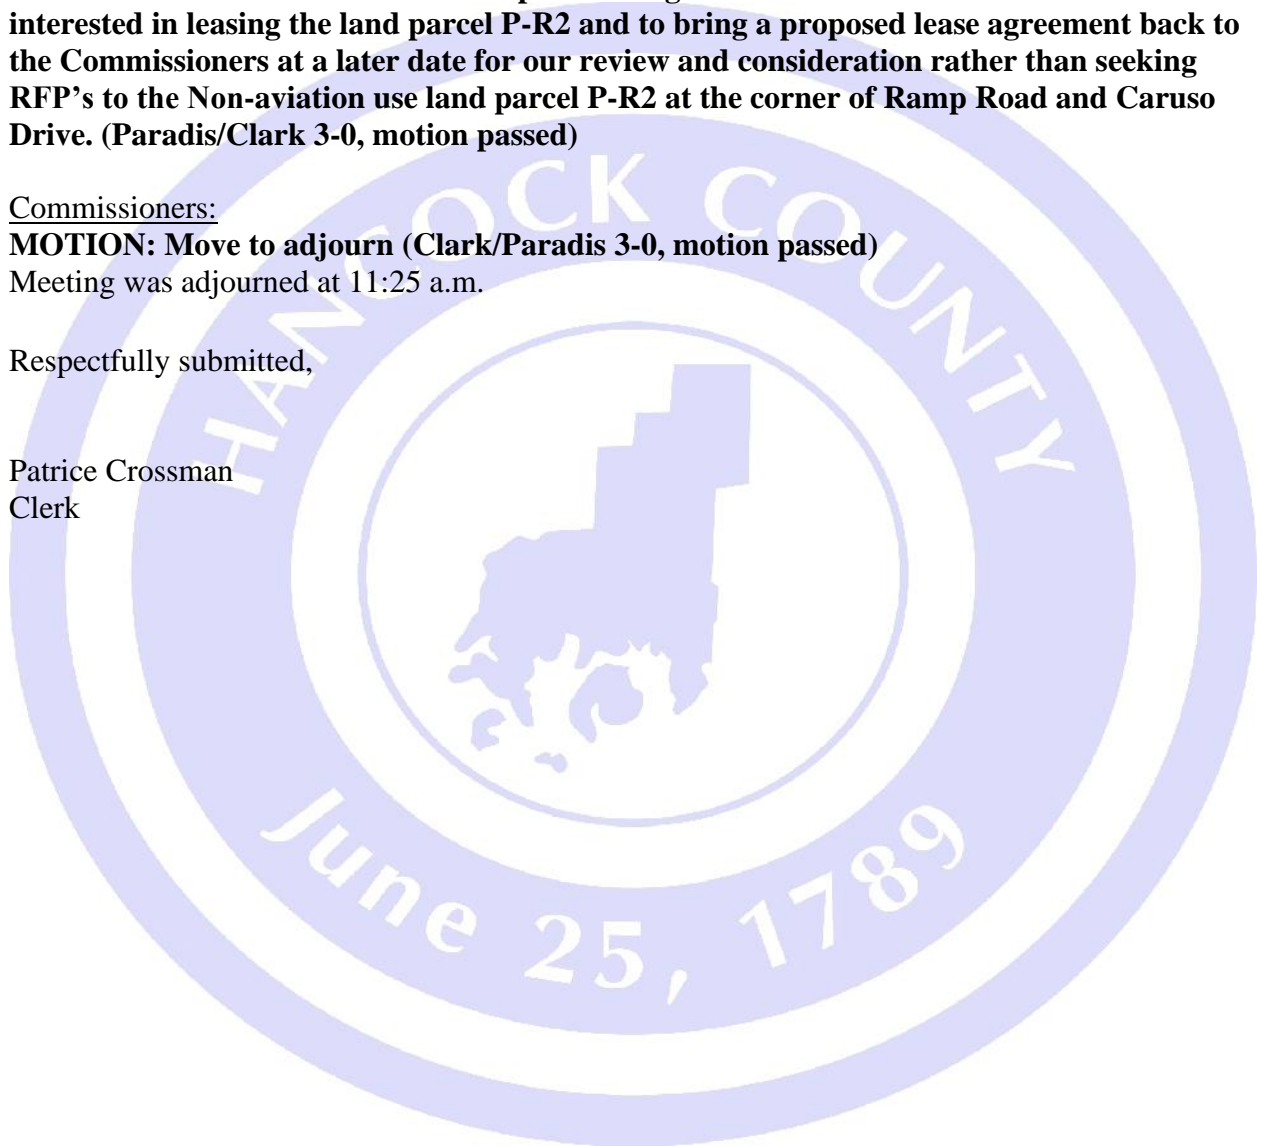 interested in leasing the land parcel P-R2 and to bring a proposed lease agreement back to
the Commissioners at a later date for our review and consideration rather than seeking
RFP's to the Non-aviation use land parcel P-R2 at the corner of Ramp Road and Caruso
Drive. (Paradis/Clark 3-0, motion passed)
Commissioners:
MOTION: Move to adjourn (Clark/Paradis 3-0, motion passed)
Meeting was adjourned at 11:25 a.m.
Respectfully submitted,
Patrice Crossman
Clerk
HANCOCK COUNTY
June 25, 1789